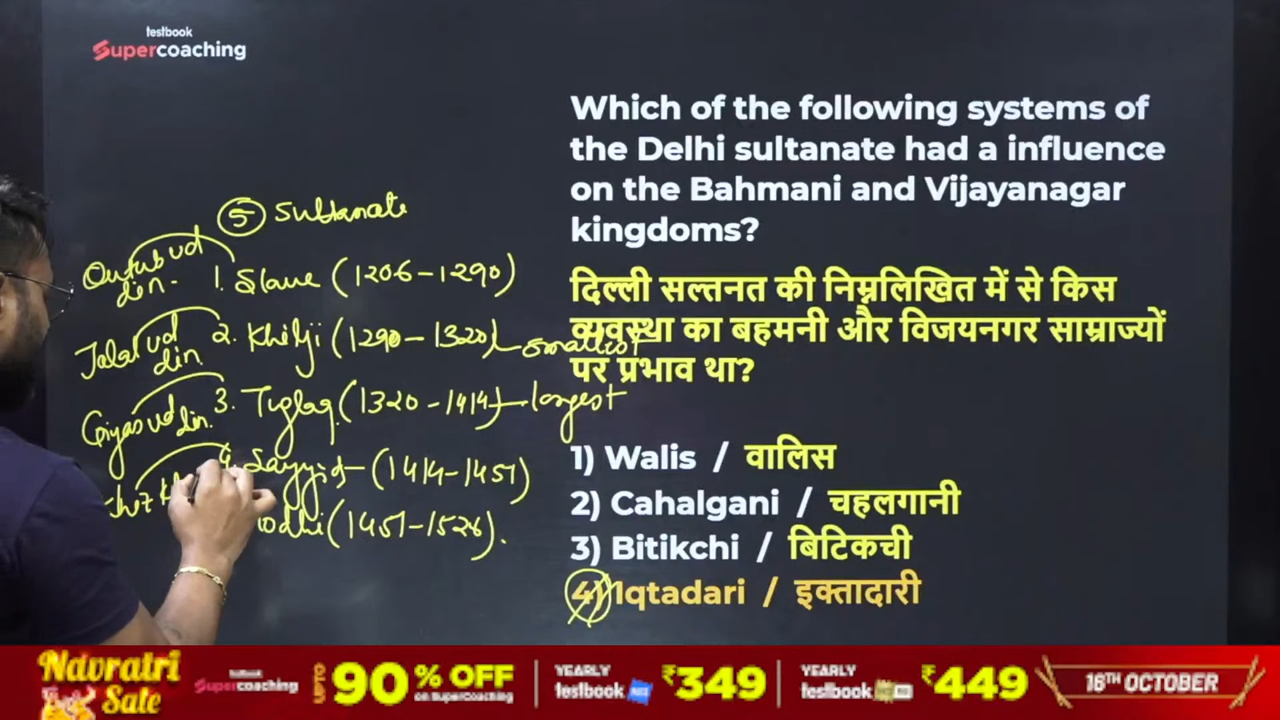 testbook
Supercoaching
Which of the following systems of
the Delhi sultanate had a influence
on the Bahmani and Vijayanagar
kingdoms?
दिल्ली सल्तनत की निम्नलिखित में से किस
व्यवस्था का बहमनी और विजयनगर साम्राज्यों
पर प्रभाव था?
1) Walis / वालिस
2) Cahalgani / चहलगानी
3) Bitikchi / बिटिकची
4) Iqtadari / इक्तादारी
5 Sultanate
Qutub ud din- 1. Slave (1206-1290)
Jalal ud din 2. Khilji (1290-1320)-smallest
Giyas ud din. 3. Tuglaq (1320-1414)-longest
4. Sayyid-(1414-1451)
(1451-1526).
Navratri
Sale
testbook
Supercoaching
UPTO
90% OFF
on SuperCoaching
YEARLY
testbook
₹349
YEARLY
testbook
₹449
16TH OCTOBER